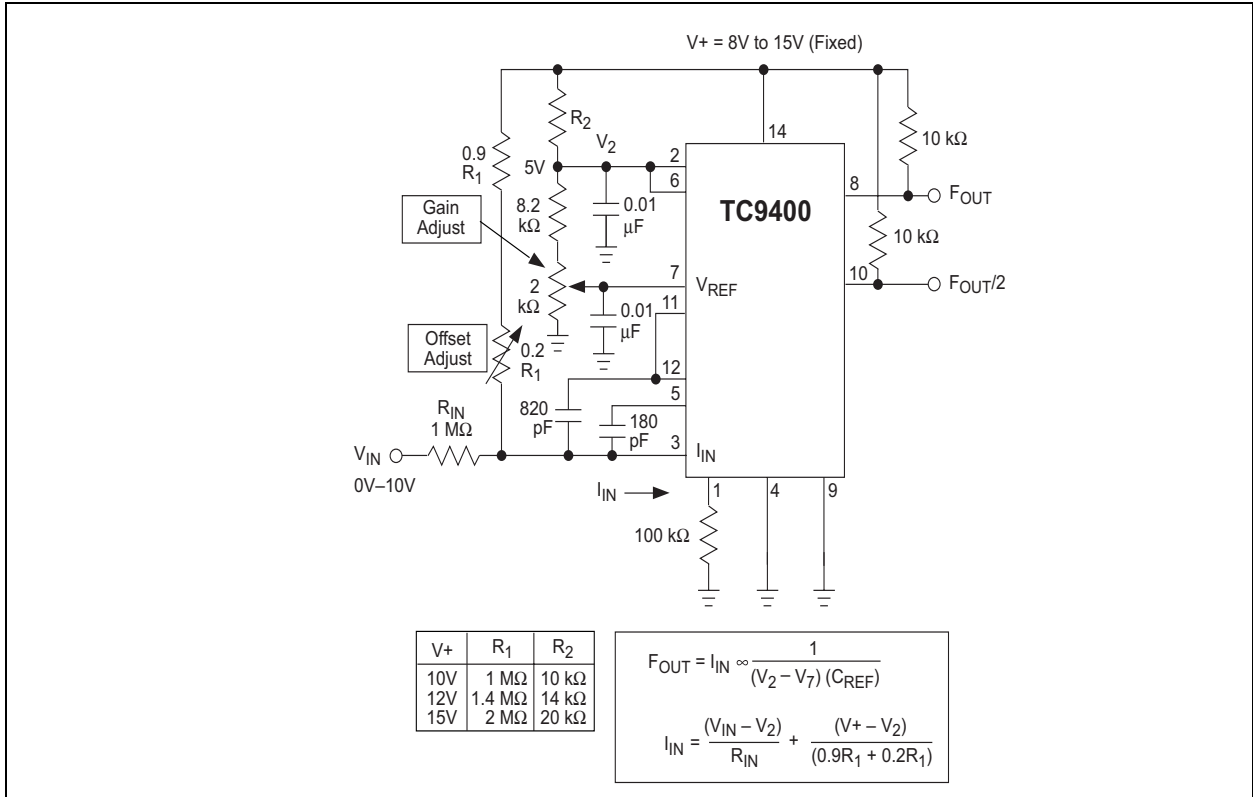 V+ = 8V to 15V (Fixed)
R2
14
10 kΩ
V2
0.9
R1
5V
2
6
8
FOUT
TC9400
Gain
Adjust
8.2
kΩ
0.01
μF
10 kΩ
2
kΩ
7
VREF
10
FOUT/2
11
0.01
μF
Offset
Adjust
0.2
R1
12
5
820
pF
180
pF
RIN
1 MΩ
3
IIN
VIN
0V–10V
IIN
1
4
9
100 kΩ
V+ R1 R2
10V 1 MΩ 10 kΩ
12V 1.4 MΩ 14 kΩ
15V 2 MΩ 20 kΩ
FOUT = IIN ∝ 1
(V2 – V7) (CREF)
IIN = (VIN – V2) + (V+ – V2)
RIN (0.9R1 + 0.2R1)